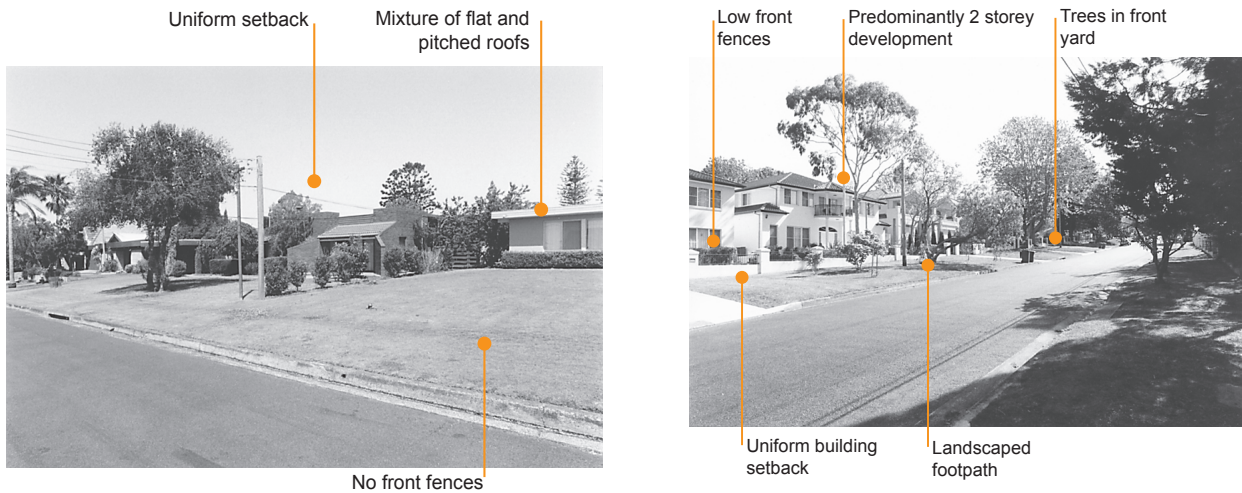 Uniform setback
Mixture of flat and
pitched roofs
No front fences
Low front
fences
Predominantly 2 storey
development
Trees in front
yard
Uniform building
setback
Landscaped
footpath